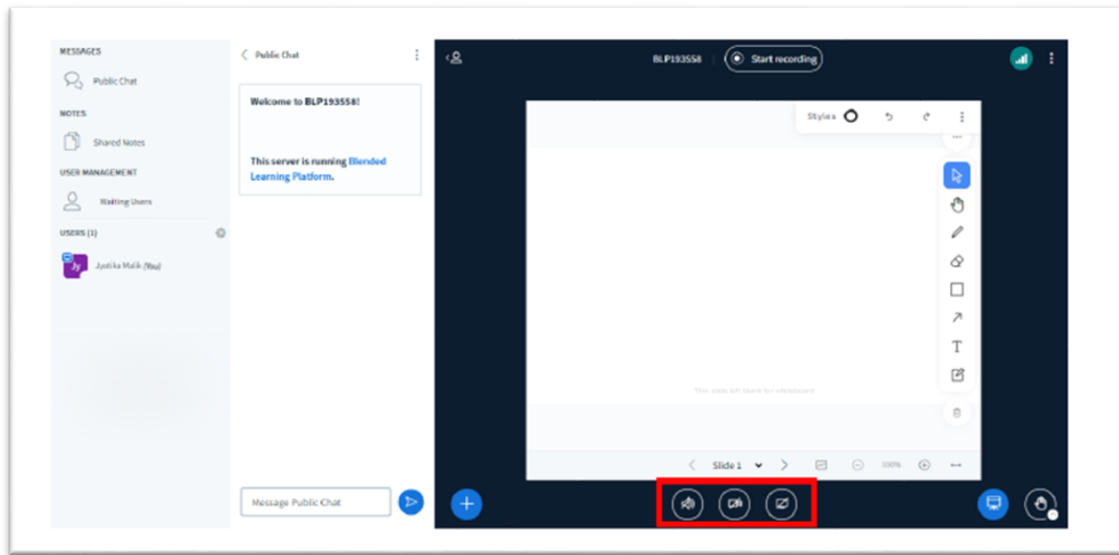 MESSAGES
Public Chat
NOTES
Shared Notes
USER MANAGEMENT
Waiting Users
USERS (1)
Jy
Jyotika Malik (You)
Public Chat
Welcome to BLP193558!
This server is running Blended
Learning Platform.
Message Public Chat
BLP193558
Start recording
Styles
T
This slide left blank for whiteboard
Slide 1
100%